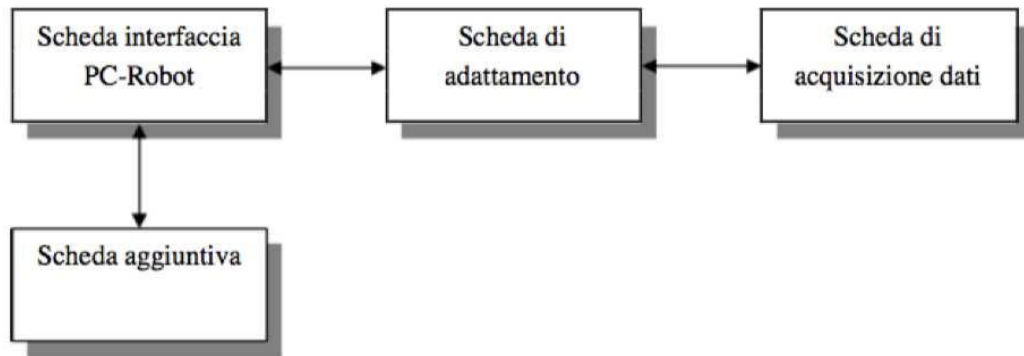 Scheda interfaccia
PC-Robot
Scheda di
adattamento
Scheda di
acquisizione dati
Scheda aggiuntiva